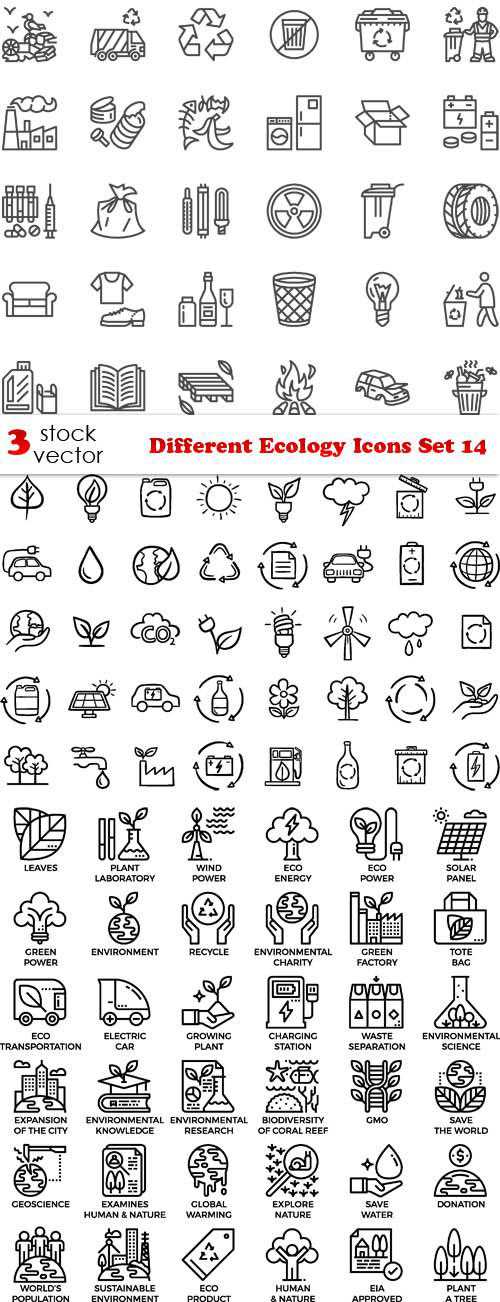 3 stock vector
Different Ecology Icons Set 14
CO2
LEAVES
PLANT LABORATORY
WIND POWER
ECO ENERGY
ECO POWER
SOLAR PANEL
GREEN POWER
ENVIRONMENT
RECYCLE
ENVIRONMENTAL CHARITY
GREEN FACTORY
TOTE BAG
ECO TRANSPORTATION
ELECTRIC CAR
GROWING PLANT
CHARGING STATION
WASTE SEPARATION
ENVIRONMENTAL SCIENCE
EXPANSION OF THE CITY
ENVIRONMENTAL KNOWLEDGE
ENVIRONMENTAL RESEARCH
BIODIVERSITY OF CORAL REEF
GMO
SAVE THE WORLD
GEOSCIENCE
EXAMINES HUMAN & NATURE
GLOBAL WARMING
EXPLORE NATURE
SAVE WATER
DONATION
WORLD'S POPULATION
SUSTAINABLE ENVIRONMENT
ECO PRODUCT
HUMAN & NATURE
EIA APPROVED
PLANT A TREE